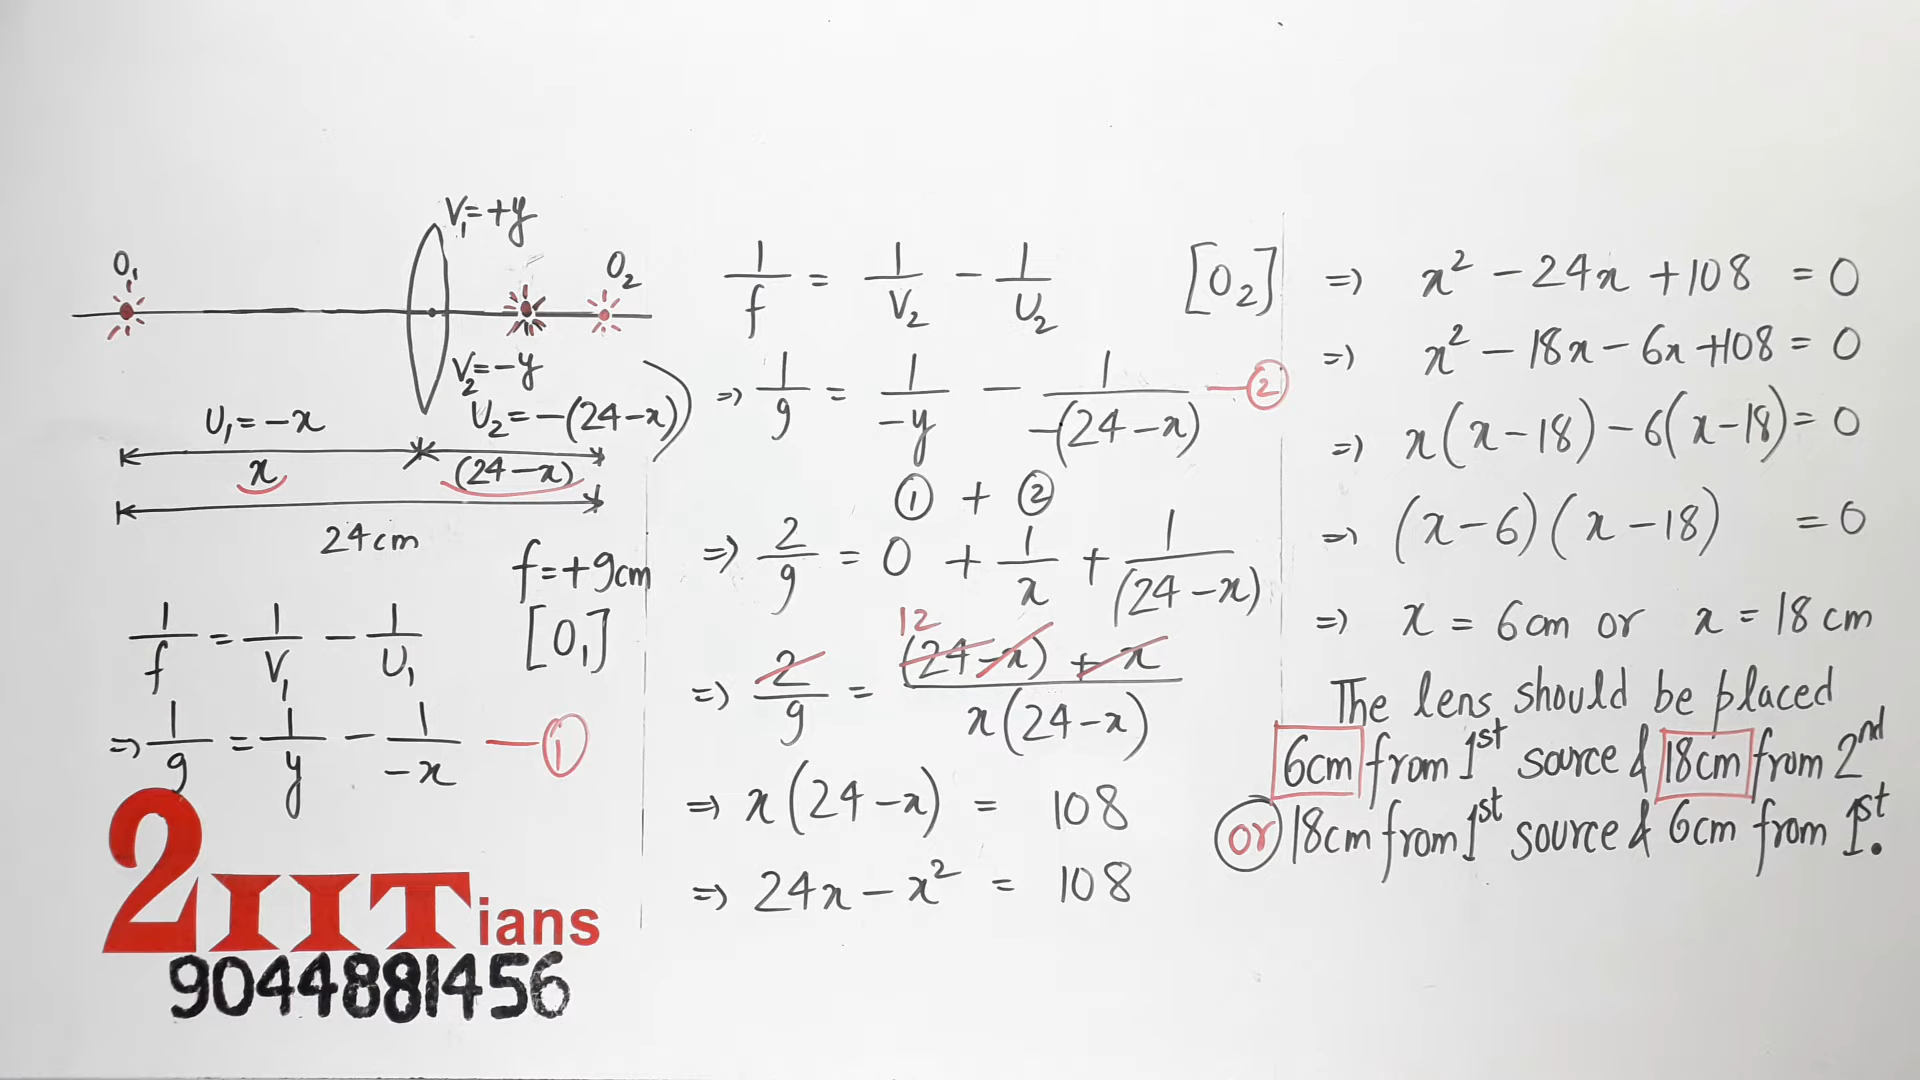 V₁=+y
O₁
O₂
V₂=-y
U₁=-x
U₂=-(24-x)
x
(24-x)
24cm
f=+9cm
1/f = 1/V₁ - 1/U₁ [O₁]
⇒ 1/9 = 1/y - 1/-x —①
2IITians
9044881456
1/f = 1/V₂ - 1/U₂ [O₂]
⇒ 1/9 = 1/-y - 1/-(24-x) —②
① + ②
⇒ 2/9 = 0 + 1/x + 1/(24-x)
12
⇒ 2/9 = (24-x)+x / x(24-x)
⇒ x(24-x) = 108
⇒ 24x-x² = 108
⇒ x² - 24x + 108 = 0
⇒ x² - 18x - 6x + 108 = 0
⇒ x(x-18) - 6(x-18) = 0
⇒ (x-6)(x-18) = 0
⇒ x = 6cm or x = 18cm
The lens should be placed
6cm from 1st source & 18cm from 2nd
or 18cm from 1st source & 6cm from 1st.